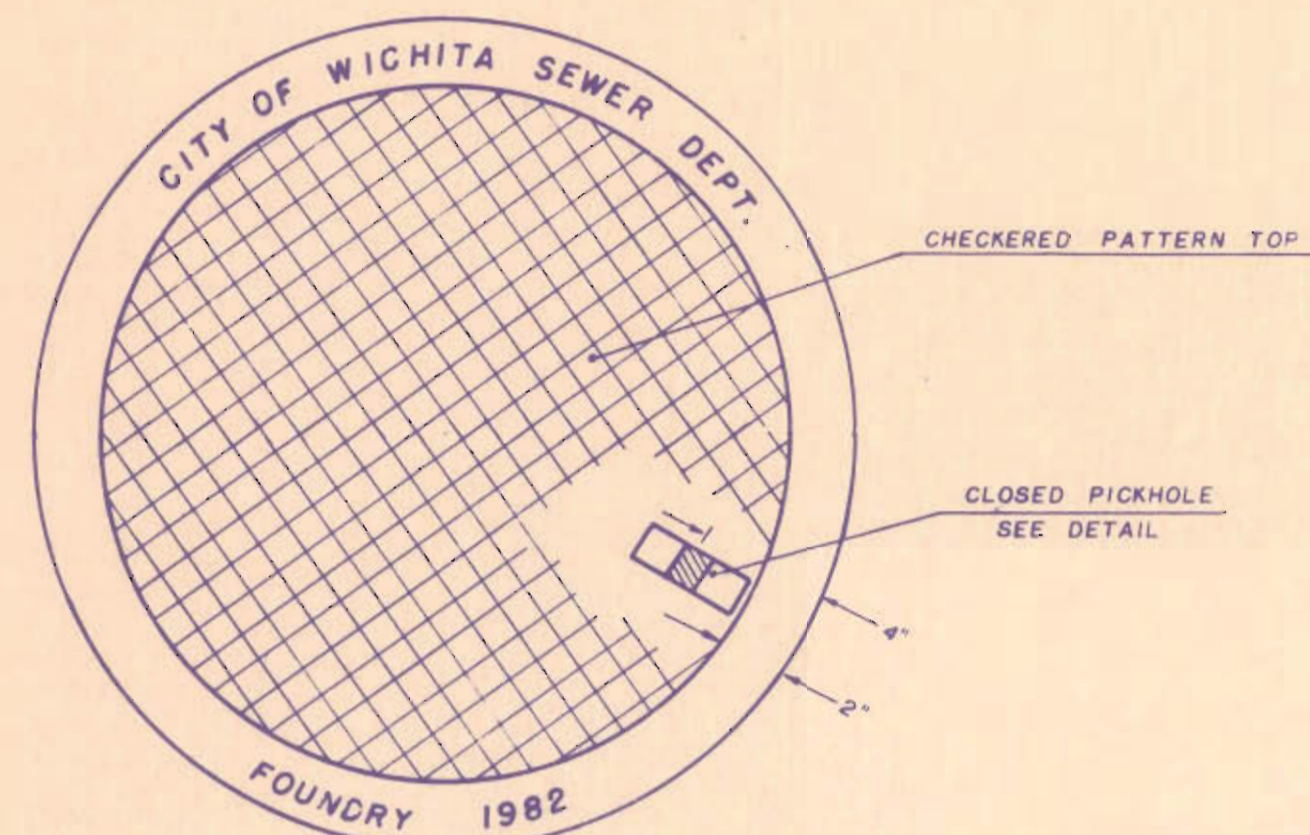 CITY OF WICHITA SEWER DEPT.
CHECKERED PATTERN TOP
CLOSED PICKHOLE
SEE DETAIL
4"
2"
FOUNDRY 1982